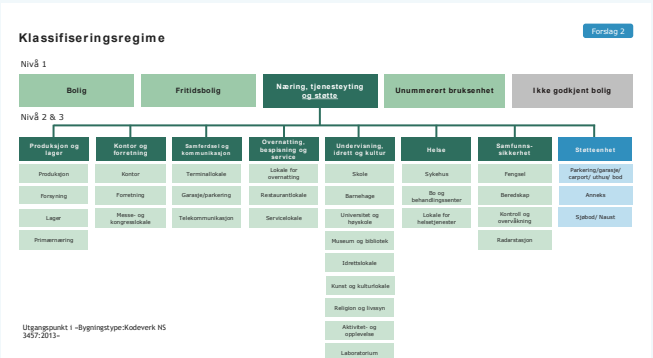 Klassifiseringsregime
Forslag 2
Nivå 1
Bolig
Fritidsbolig
Næring, tjenesteyting
og støtte
Unummerert bruksenhet
Ikke godkjent bolig
Nivå 2 & 3
Produksjon og
lager
Kontor og
forretning
Samferdsel og
kommunikasjon
Overnatting,
bespisning og
service
Undervisning,
idrett og kultur
Helse
Samfunns-
sikkerhet
Støtteenhet
Produksjon
Kontor
Terminallokale
Lokale for
overnatting
Skole
Sykehus
Fengsel
Parkering/garasje/
carport/ uthus/ bod
Forsyning
Forretning
Garasje/parkering
Restaurantlokale
Barnehage
Bo og
behandlingssenter
Beredskap
Anneks
Lager
Messe- og
kongresslokale
Telekommunikasjon
Servicelokale
Universitet og
høyskole
Lokale for
helsetjenester
Kontroll og
overvåkning
Sjøbod/ Naust
Primærnæring
Museum og bibliotek
Radarstasjon
Idrettslokale
Kunst og kulturlokale
Religion og livssyn
Aktivitet- og
opplevelse
Laboratorium
Utgangspunkt i «Bygningstype:Kodeverk NS
3457:2013»